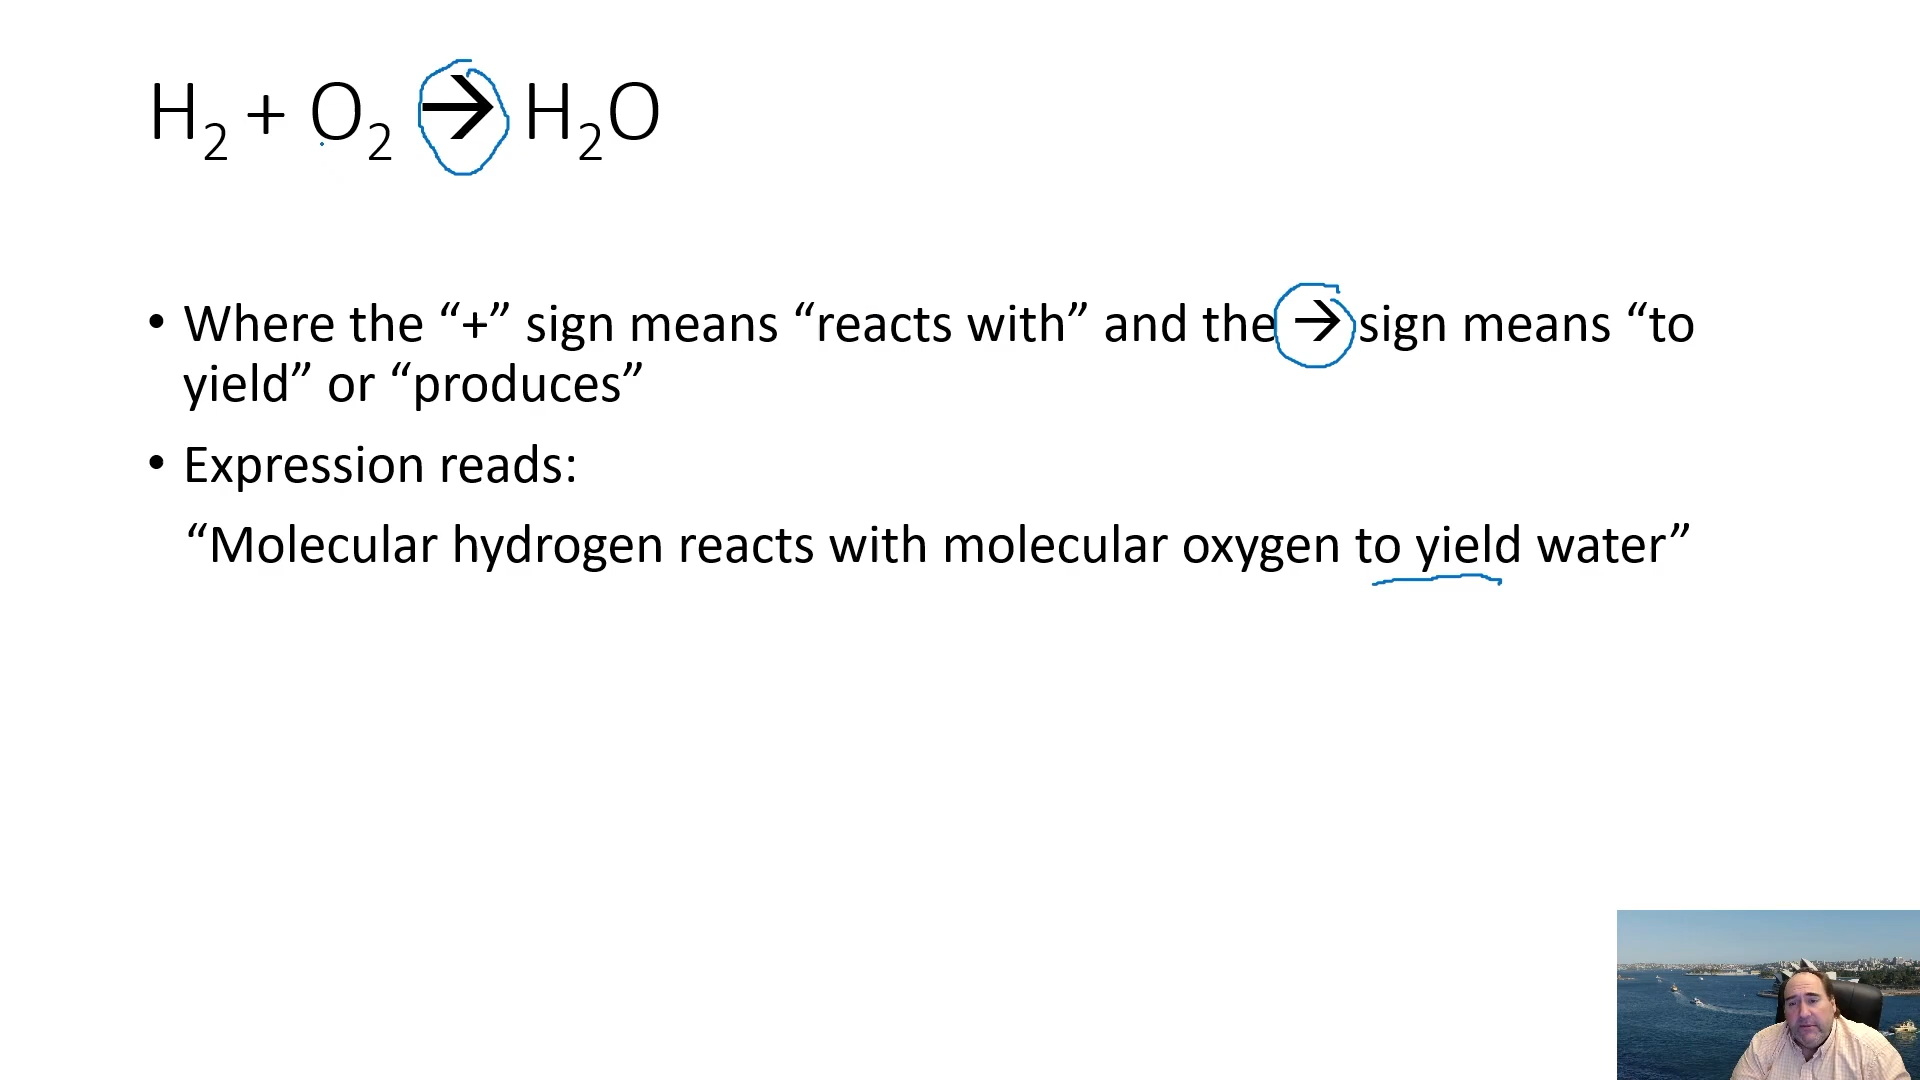 H₂ + O₂ → H₂O
• Where the “+” sign means “reacts with” and the → sign means “to
yield” or “produces”
• Expression reads:
“Molecular hydrogen reacts with molecular oxygen to yield water”